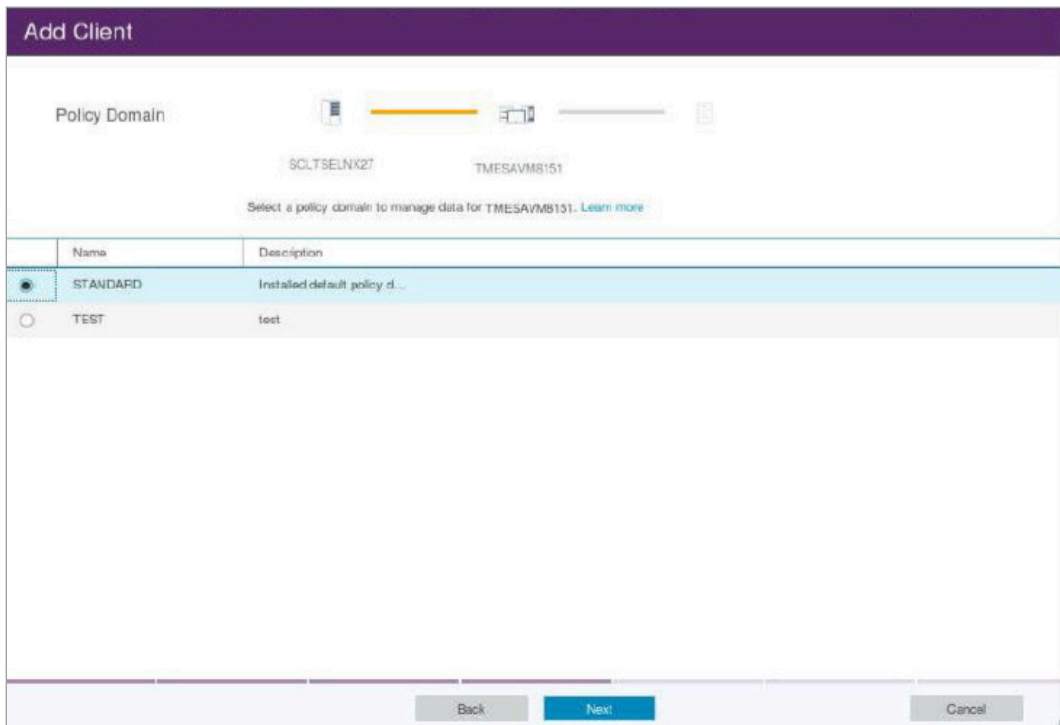 Add Client
Policy Domain
SCLTSELNX27 TMESAVM8151
Select a policy domain to manage data for TMESAVM8151. Learn more
Name Description
STANDARD Installed default policy d...
TEST test
Back Next Cancel